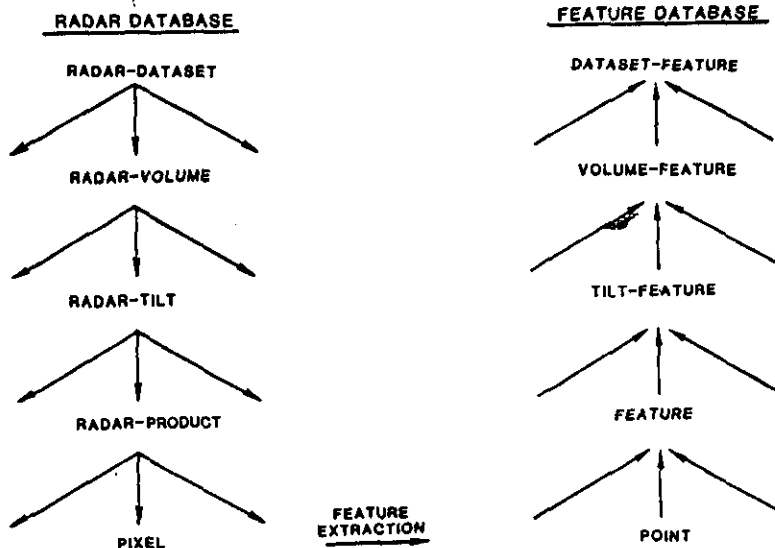 RADAR DATABASE
RADAR-DATASET
RADAR-VOLUME
RADAR-TILT
RADAR-PRODUCT
PIXEL
FEATURE
EXTRACTION
FEATURE DATABASE
DATASET-FEATURE
VOLUME-FEATURE
TILT-FEATURE
FEATURE
POINT